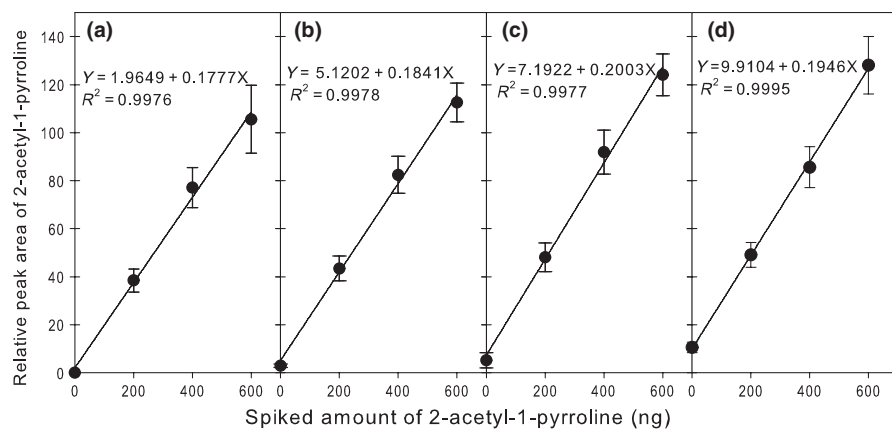 Relative peak area of 2-acetyl-1-pyrroline
140
120
100
80
60
40
20
0
(a)
Y = 1.9649 + 0.1777X
R² = 0.9976
0 200 400 600
(b)
Y = 5.1202 + 0.1841X
R² = 0.9978
0 200 400 600
(c)
Y = 7.1922 + 0.2003X
R² = 0.9977
0 200 400 600
(d)
Y = 9.9104 + 0.1946X
R² = 0.9995
0 200 400 600
Spiked amount of 2-acetyl-1-pyrroline (ng)